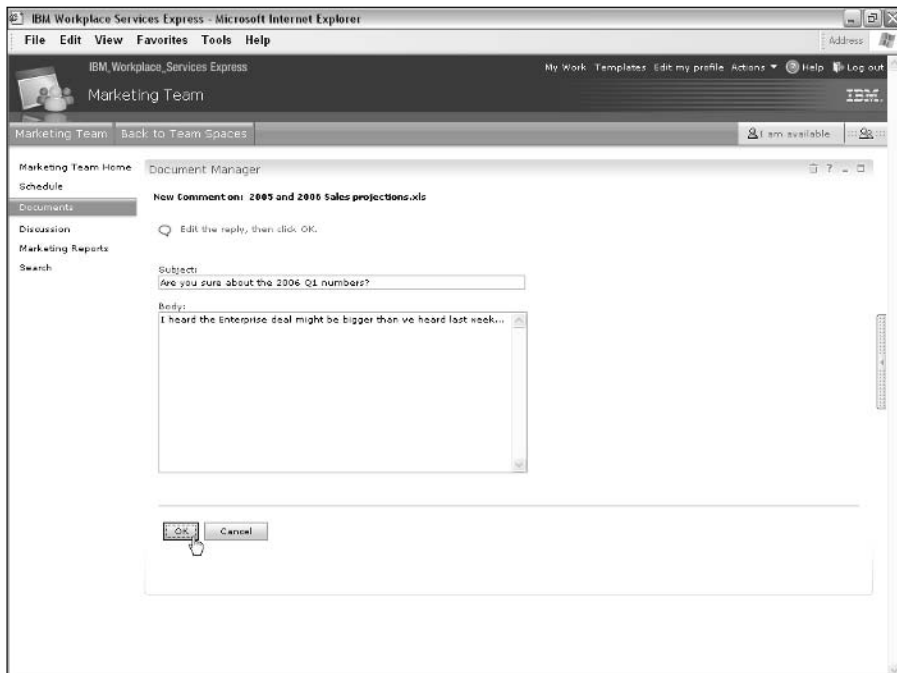 IBM Workplace Services Express - Microsoft Internet Explorer
File Edit View Favorites Tools Help
Address
IBM_Workplace_Services Express
My Work Templates Edit my profile Actions Help Log out
Marketing Team
IBM.
Marketing Team Back to Team Spaces
I am available
Marketing Team Home
Document Manager
Schedule
New Comment on: 2005 and 2006 Sales projections.xls
Documents
Discussion
Edit the reply, then click OK.
Marketing Reports
Search
Subject:
Are you sure about the 2006 Q1 numbers?
Body:
I heard the Enterprise deal might be bigger than we heard last week...
OK Cancel